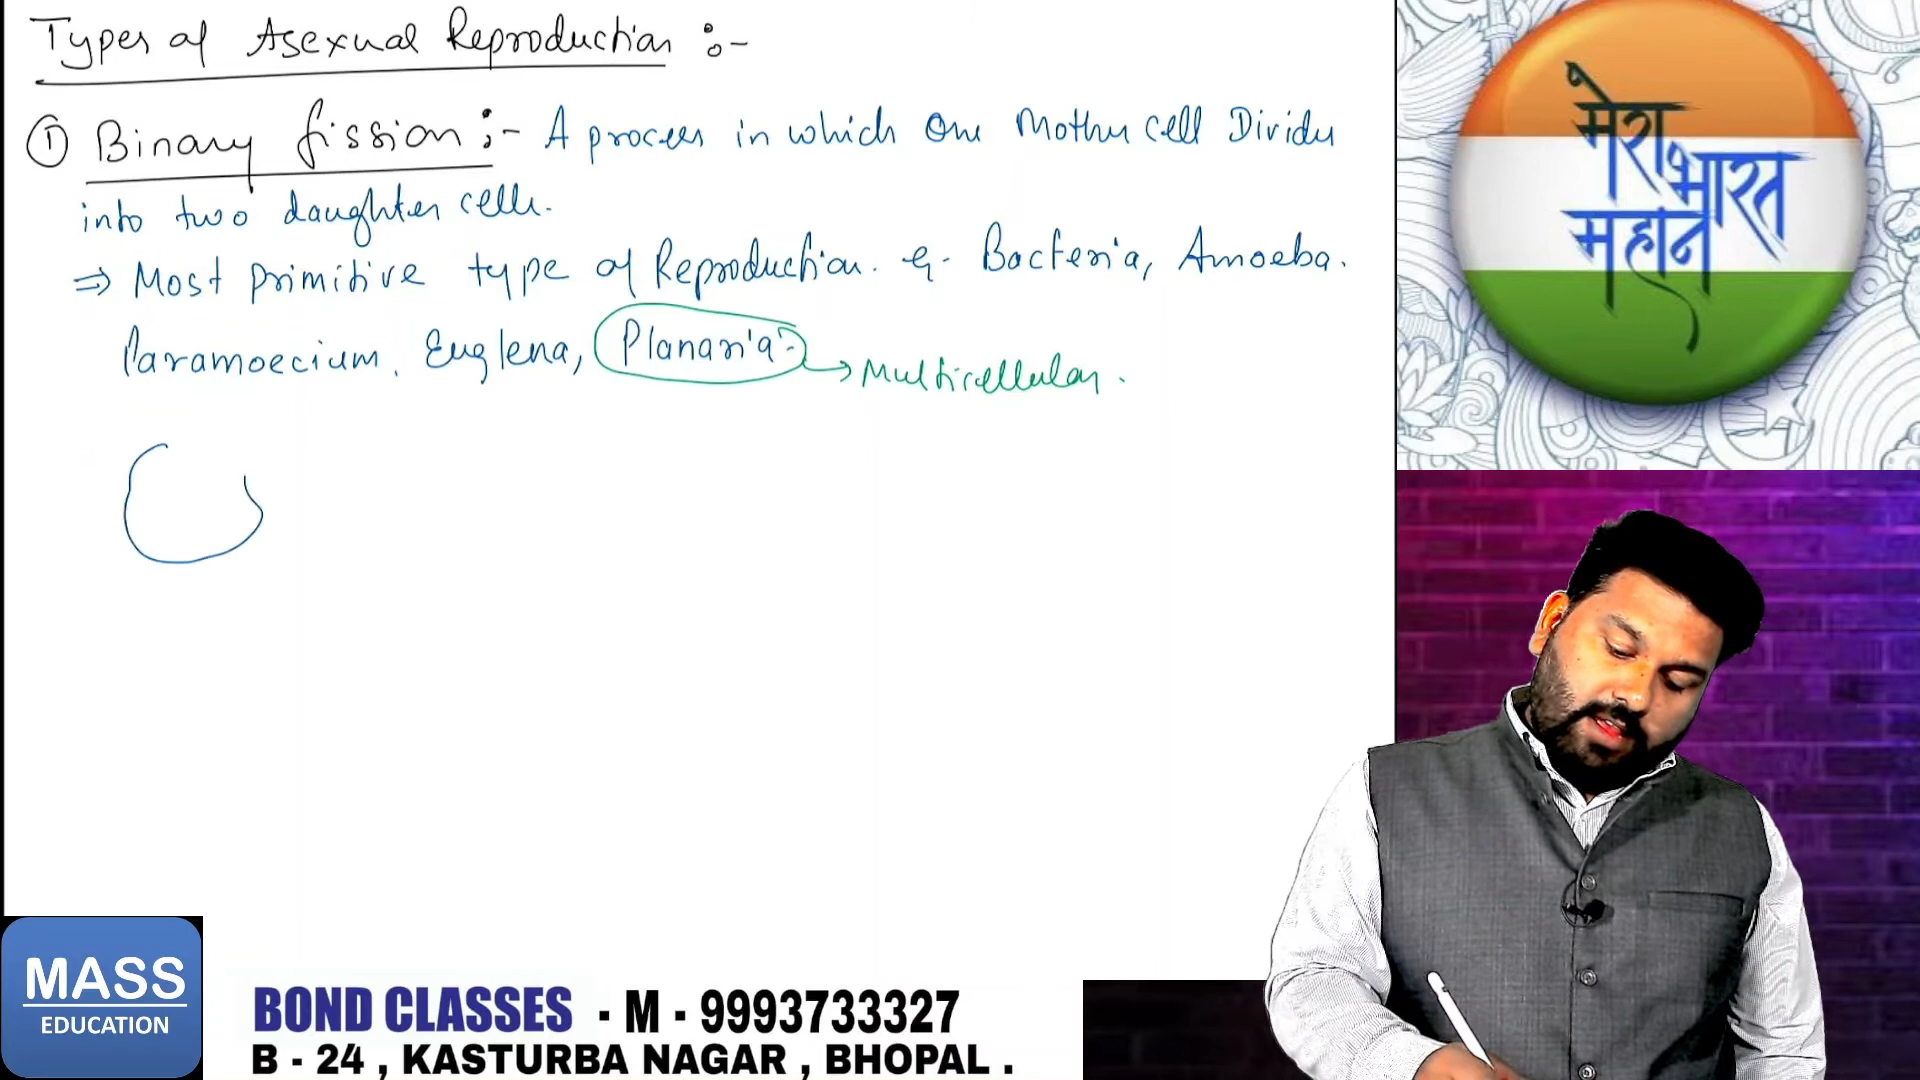 Types of Asexual Reproduction :-
① Binary fission :- A process in which One Mother cell Divides
into two daughter cells.
⇒ Most primitive type of Reproduction. eg. Bacteria, Amoeba.
Paramoecium, Euglena, Planaria.
→ Multicellular.
मेरा
भारत
महान
MASS
EDUCATION
BOND CLASSES - M - 9993733327
B - 24 , KASTURBA NAGAR , BHOPAL .